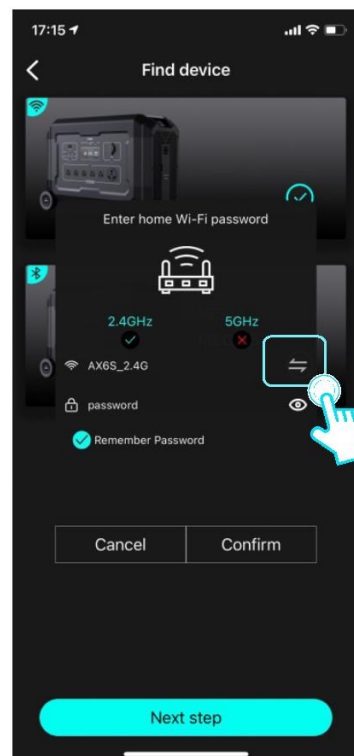 17:15
Find device
Enter home Wi-Fi password
2.4GHz
5GHz
AX6S_2.4G
password
Remember Password
Cancel
Confirm
Next step